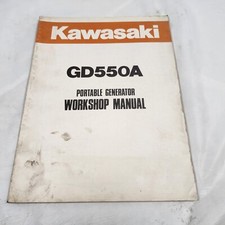 Kawasaki
GD550A
PORTABLE GENERATOR
WORKSHOP MANUAL